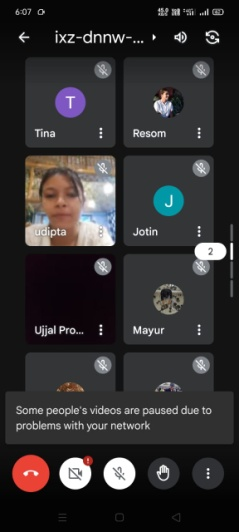 6:07
ixz-dnnw-...
T
Tina
Resom
udipta
J
Jotin
2
Ujjal Pro...
Mayur
Some people's videos are paused due to
problems with your network